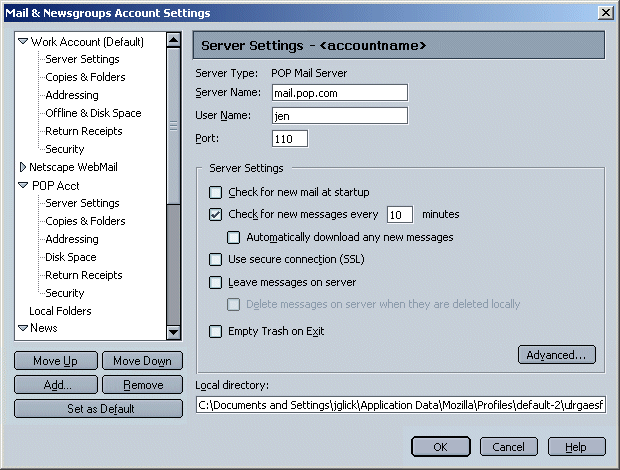 Mail & Newsgroups Account Settings
Work Account (Default)
Server Settings
Copies & Folders
Addressing
Offline & Disk Space
Return Receipts
Security
Netscape WebMail
POP Acct
Server Settings
Copies & Folders
Addressing
Disk Space
Return Receipts
Security
Local Folders
News
Move Up
Move Down
Add...
Remove
Set as Default
Server Settings - <accountname>
Server Type: POP Mail Server
Server Name: mail.pop.com
User Name: jen
Port: 110
Server Settings
Check for new mail at startup
Check for new messages every 10 minutes
Automatically download any new messages
Use secure connection (SSL)
Leave messages on server
Delete messages on server when they are deleted locally
Empty Trash on Exit
Advanced...
Local directory:
C:\Documents and Settings\jglick\Application Data\Mozilla\Profiles\default-2\ulrgaesf
OK
Cancel
Help